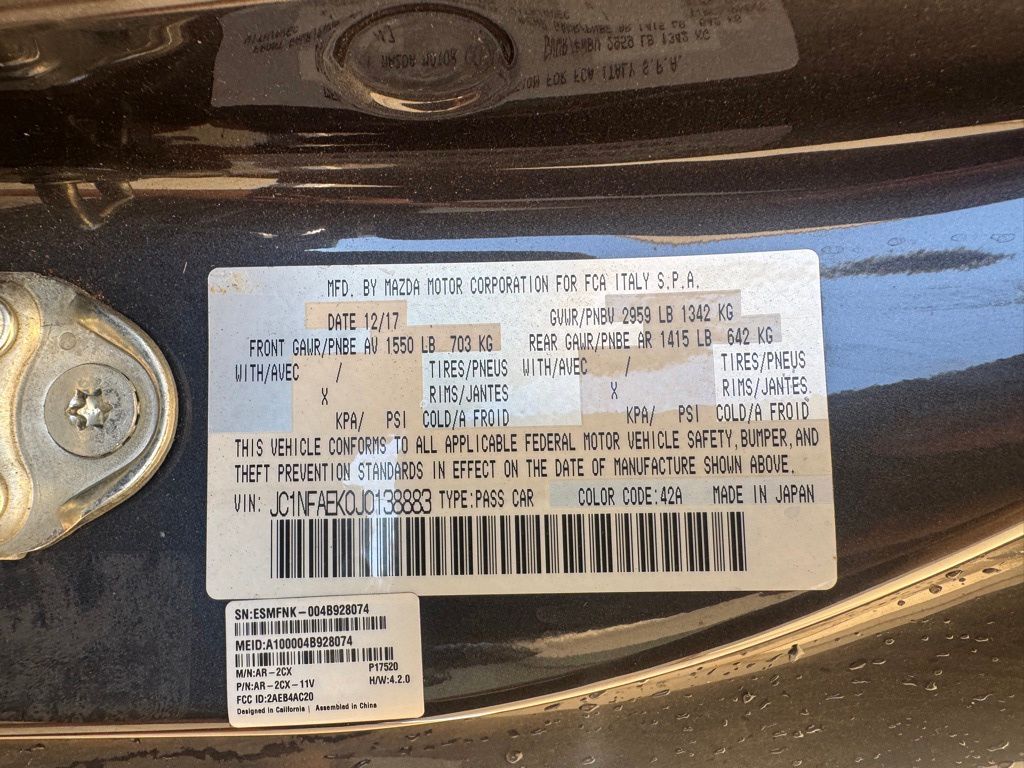 MFD. BY MAZDA MOTOR CORPORATION FOR FCA ITALY S.P.A.
DATE 12/17 GVWR/PNBV 2959 LB 1342 KG
FRONT GAWR/PNBE AV 1550 LB 703 KG REAR GAWR/PNBE AR 1415 LB 642 KG
WITH/AVEC / TIRES/PNEUS WITH/AVEC / TIRES/PNEUS
X RIMS/JANTES X RIMS/JANTES
KPA/ PSI COLD/A FROID KPA/ PSI COLD/A FROID
THIS VEHICLE CONFORMS TO ALL APPLICABLE FEDERAL MOTOR VEHICLE SAFETY, BUMPER, AND
THEFT PREVENTION STANDARDS IN EFFECT ON THE DATE OF MANUFACTURE SHOWN ABOVE.
VIN: JC1NFAEK0J0138883 TYPE:PASS CAR COLOR CODE:42A MADE IN JAPAN
SN:ESMFNK-004B928074
MEID:A100004B928074
M/N:AR-2CX P17520
P/N:AR-2CX-11V H/W:4.2.0
FCC ID:2AEB4AC20
Designed in California | Assembled in China